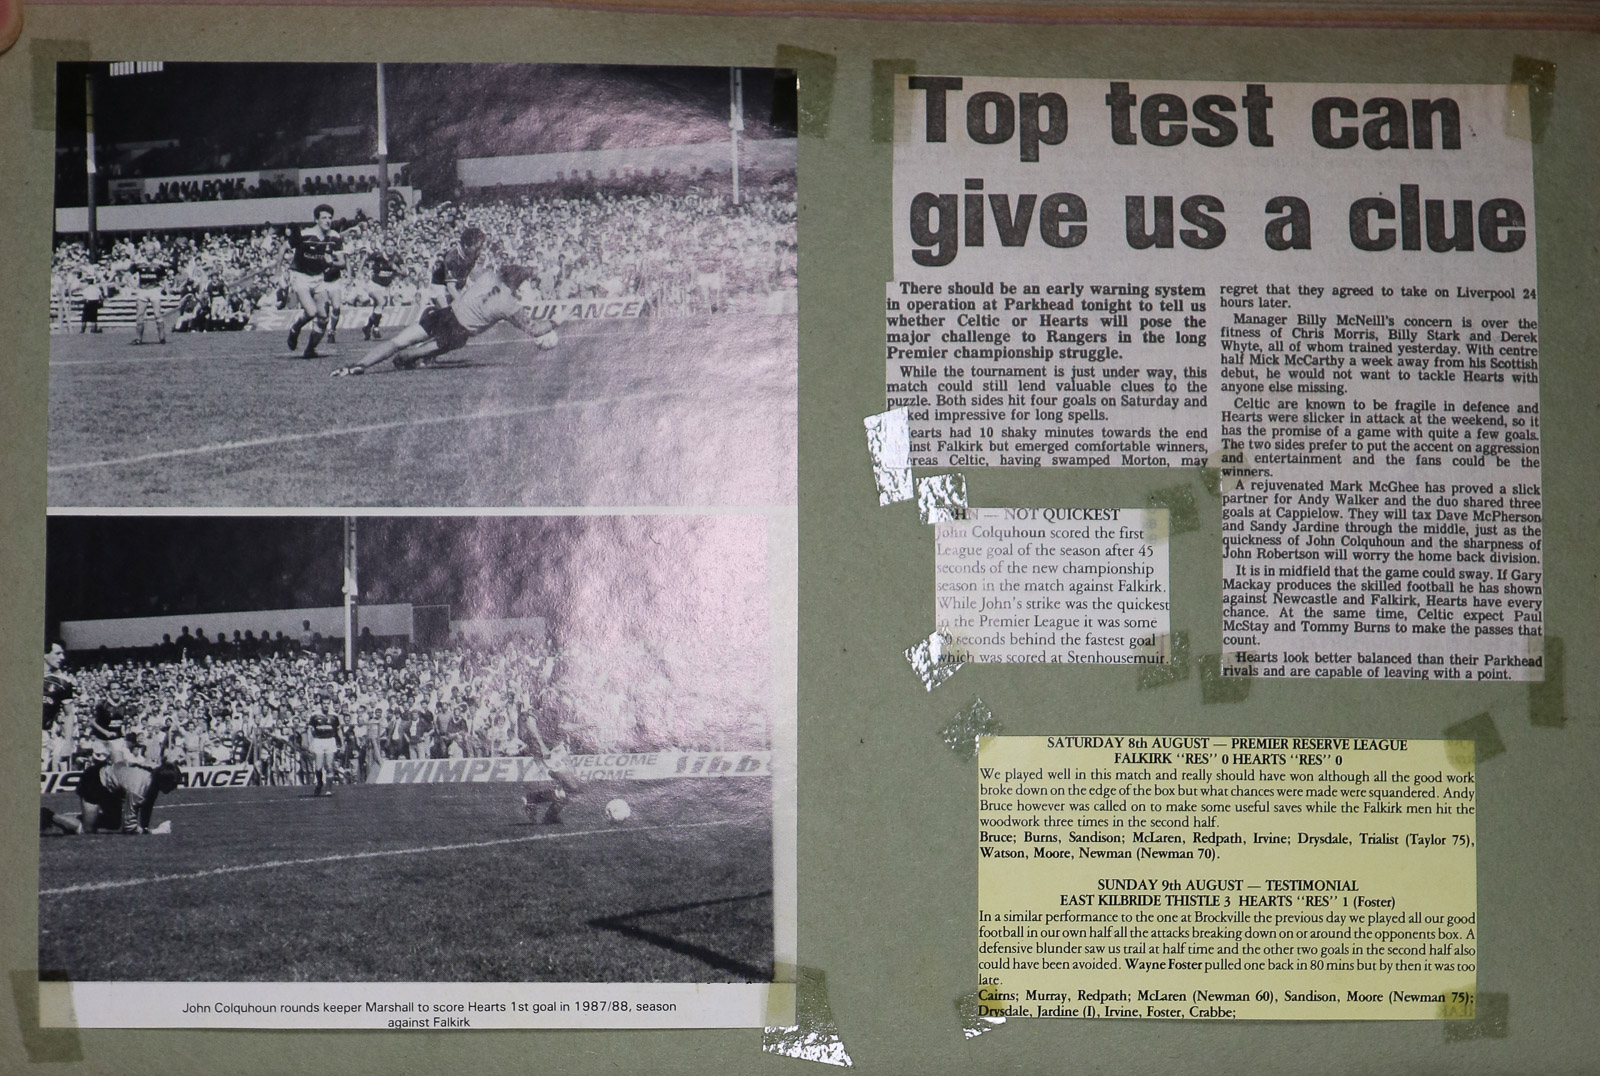 NOVAFONE
SURANCE
ANCE
WIMPEY
WELCOME
HOME
John Colquhoun rounds keeper Marshall to score Hearts 1st goal in 1987/88, season
against Falkirk
Top test can
give us a clue
There should be an early warning system
in operation at Parkhead tonight to tell us
whether Celtic or Hearts will pose the
major challenge to Rangers in the long
Premier championship struggle.
While the tournament is just under way, this
match could still lend valuable clues to the
puzzle. Both sides hit four goals on Saturday and
ked impressive for long spells.
earts had 10 shaky minutes towards the end
inst Falkirk but emerged comfortable winners,
reas Celtic, having swamped Morton, may
regret that they agreed to take on Liverpool 24
hours later.
Manager Billy McNeill's concern is over the
fitness of Chris Morris, Billy Stark and Derek
Whyte, all of whom trained yesterday. With centre
half Mick McCarthy a week away from his Scottish
debut, he would not want to tackle Hearts with
anyone else missing.
Celtic are known to be fragile in defence and
Hearts were slicker in attack at the weekend, so it
has the promise of a game with quite a few goals.
The two sides prefer to put the accent on aggression
and entertainment and the fans could be the
winners.
A rejuvenated Mark McGhee has proved a slick
partner for Andy Walker and the duo shared three
goals at Cappielow. They will tax Dave McPherson
and Sandy Jardine through the middle, just as the
quickness of John Colquhoun and the sharpness of
John Robertson will worry the home back division.
It is in midfield that the game could sway. If Gary
Mackay produces the skilled football he has shown
against Newcastle and Falkirk, Hearts have every
chance. At the same time, Celtic expect Paul
McStay and Tommy Burns to make the passes that
count.
Hearts look better balanced than their Parkhead
rivals and are capable of leaving with a point.
HN — NOT QUICKEST
John Colquhoun scored the first
League goal of the season after 45
seconds of the new championship
season in the match against Falkirk.
While John's strike was the quickest
in the Premier League it was some
0 seconds behind the fastest goal
which was scored at Stenhousemuir.
SATURDAY 8th AUGUST — PREMIER RESERVE LEAGUE
FALKIRK "RES" 0 HEARTS "RES" 0
We played well in this match and really should have won although all the good work
broke down on the edge of the box but what chances were made were squandered. Andy
Bruce however was called on to make some useful saves while the Falkirk men hit the
woodwork three times in the second half.
Bruce; Burns, Sandison; McLaren, Redpath, Irvine; Drysdale, Trialist (Taylor 75),
Watson, Moore, Newman (Newman 70).
SUNDAY 9th AUGUST — TESTIMONIAL
EAST KILBRIDE THISTLE 3 HEARTS "RES" 1 (Foster)
In a similar performance to the one at Brockville the previous day we played all our good
football in our own half all the attacks breaking down on or around the opponents box. A
defensive blunder saw us trail at half time and the other two goals in the second half also
could have been avoided. Wayne Foster pulled one back in 80 mins but by then it was too
late.
Cairns; Murray, Redpath; McLaren (Newman 60), Sandison, Moore (Newman 75);
Drysdale, Jardine (I), Irvine, Foster, Crabbe;